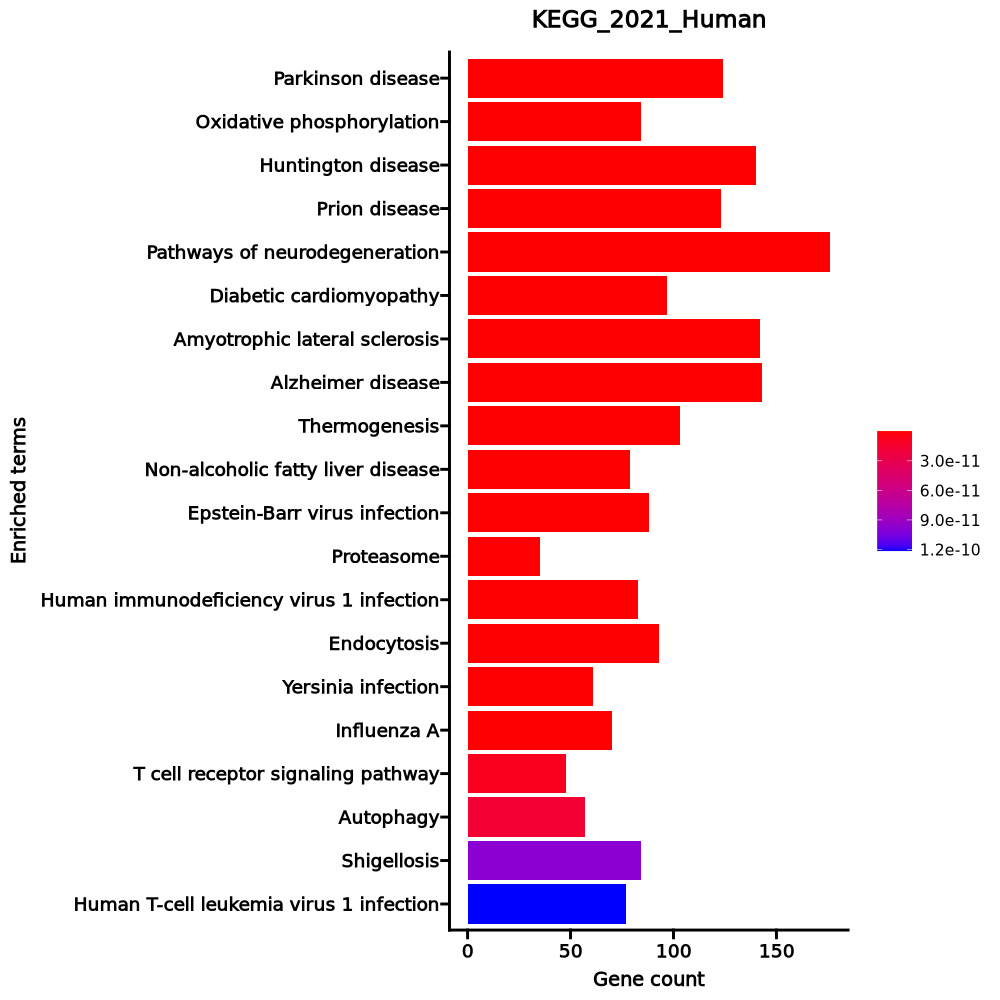 KEGG_2021_Human
Parkinson disease
Oxidative phosphorylation
Huntington disease
Prion disease
Pathways of neurodegeneration
Diabetic cardiomyopathy
Amyotrophic lateral sclerosis
Alzheimer disease
Thermogenesis
Non-alcoholic fatty liver disease
Epstein-Barr virus infection
Proteasome
Human immunodeficiency virus 1 infection
Endocytosis
Yersinia infection
Influenza A
T cell receptor signaling pathway
Autophagy
Shigellosis
Human T-cell leukemia virus 1 infection
Enriched terms
0 50 100 150
Gene count
3.0e-11
6.0e-11
9.0e-11
1.2e-10